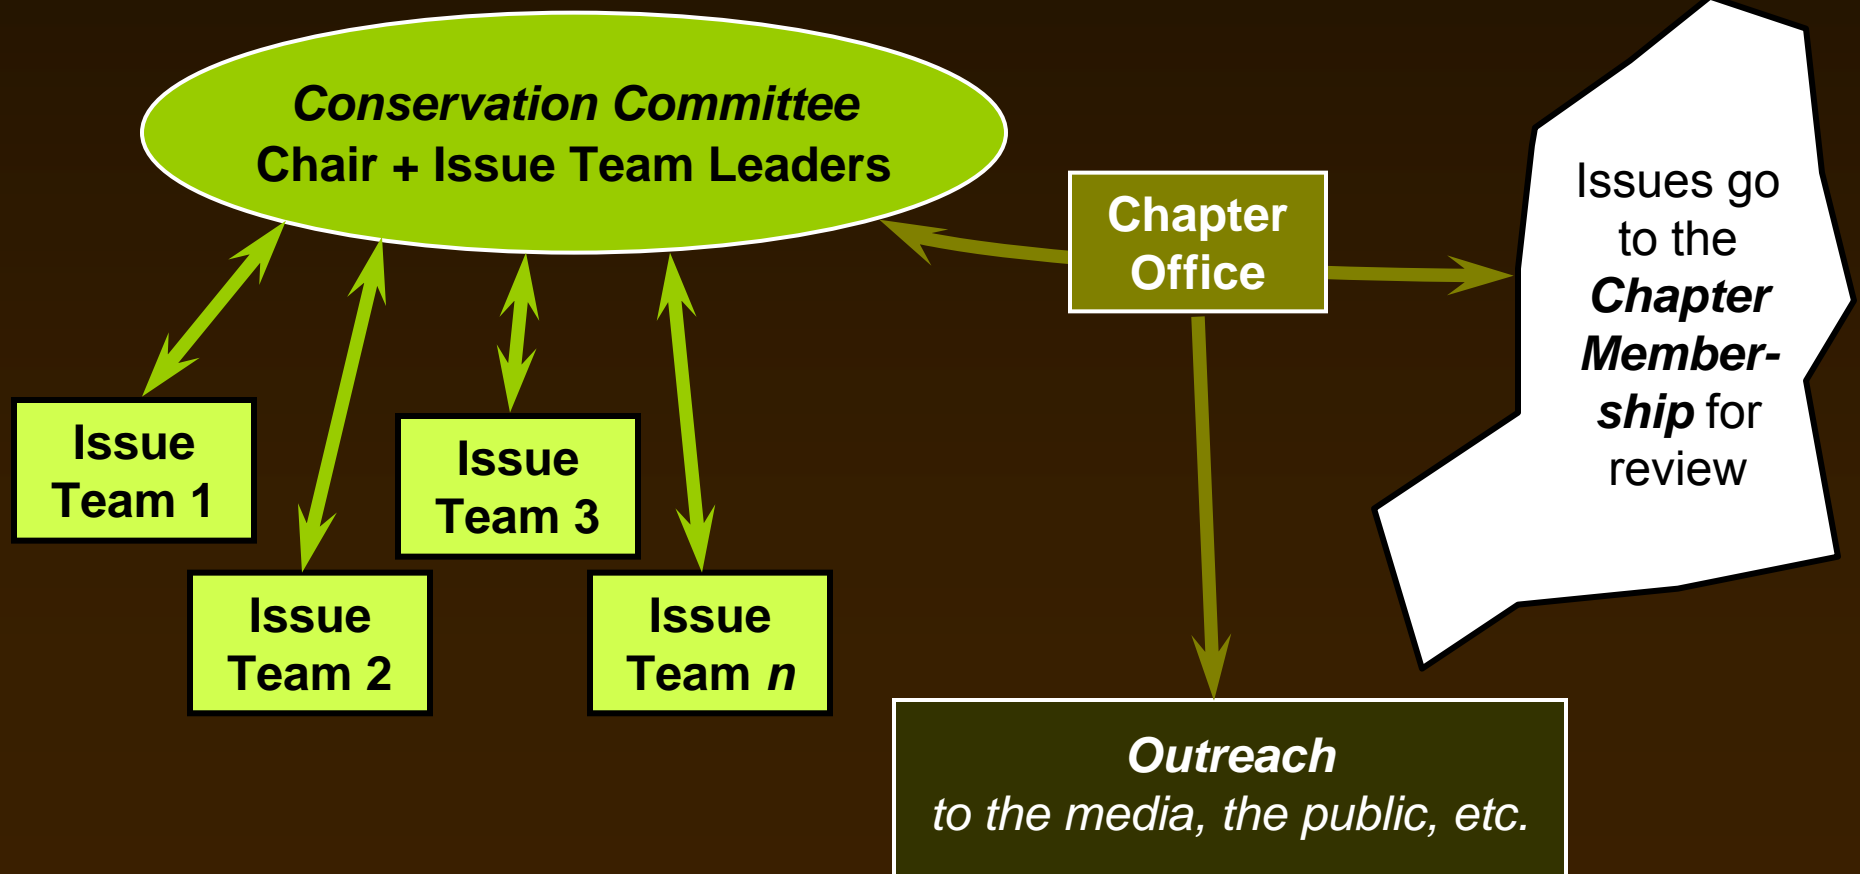 Conservation Committee
Chair + Issue Team Leaders
Chapter
Office
Issues go
to the
Chapter
Member-
ship for
review
Issue
Team 1
Issue
Team 3
Issue
Team 2
Issue
Team n
Outreach
to the media, the public, etc.